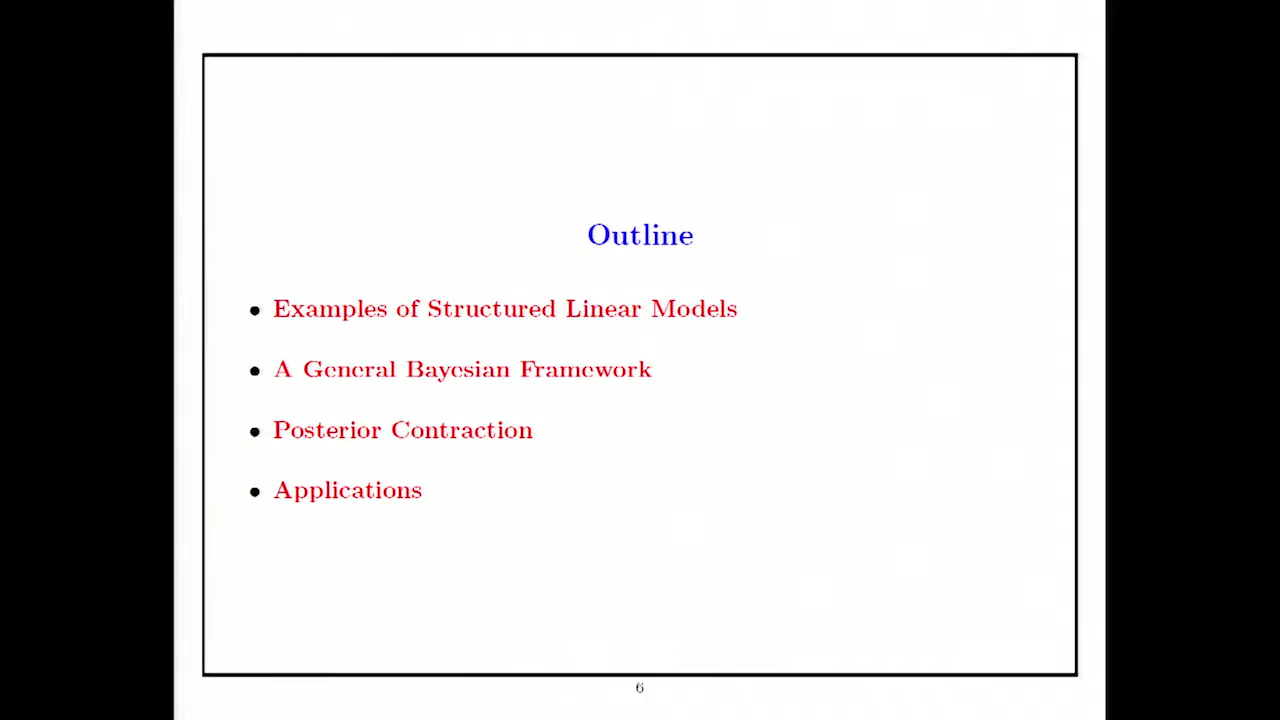 Outline
• Examples of Structured Linear Models
• A General Bayesian Framework
• Posterior Contraction
• Applications
6